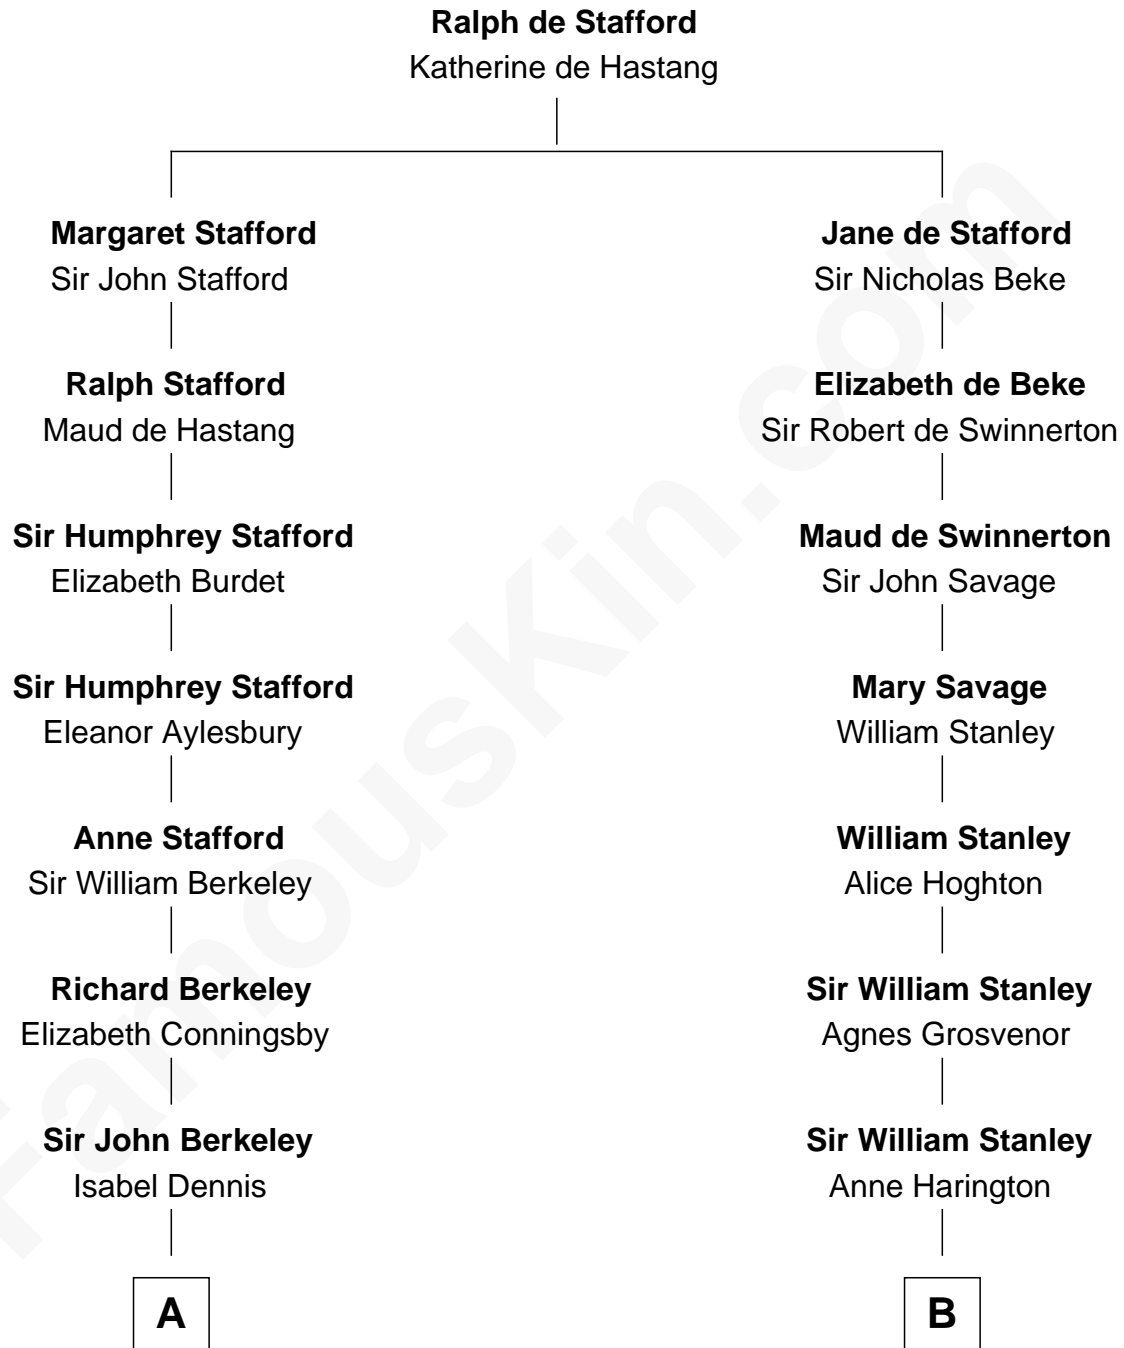 Ralph de Stafford
Katherine de Hastang
Margaret Stafford
Sir John Stafford
Jane de Stafford
Sir Nicholas Beke
Ralph Stafford
Maud de Hastang
Elizabeth de Beke
Sir Robert de Swinnerton
Sir Humphrey Stafford
Elizabeth Burdet
Maud de Swinnerton
Sir John Savage
Sir Humphrey Stafford
Eleanor Aylesbury
Mary Savage
William Stanley
Anne Stafford
Sir William Berkeley
William Stanley
Alice Hoghton
Richard Berkeley
Elizabeth Conningsby
Sir William Stanley
Agnes Grosvenor
Sir John Berkeley
Isabel Dennis
Sir William Stanley
Anne Harington
A
B
FamousKin.com